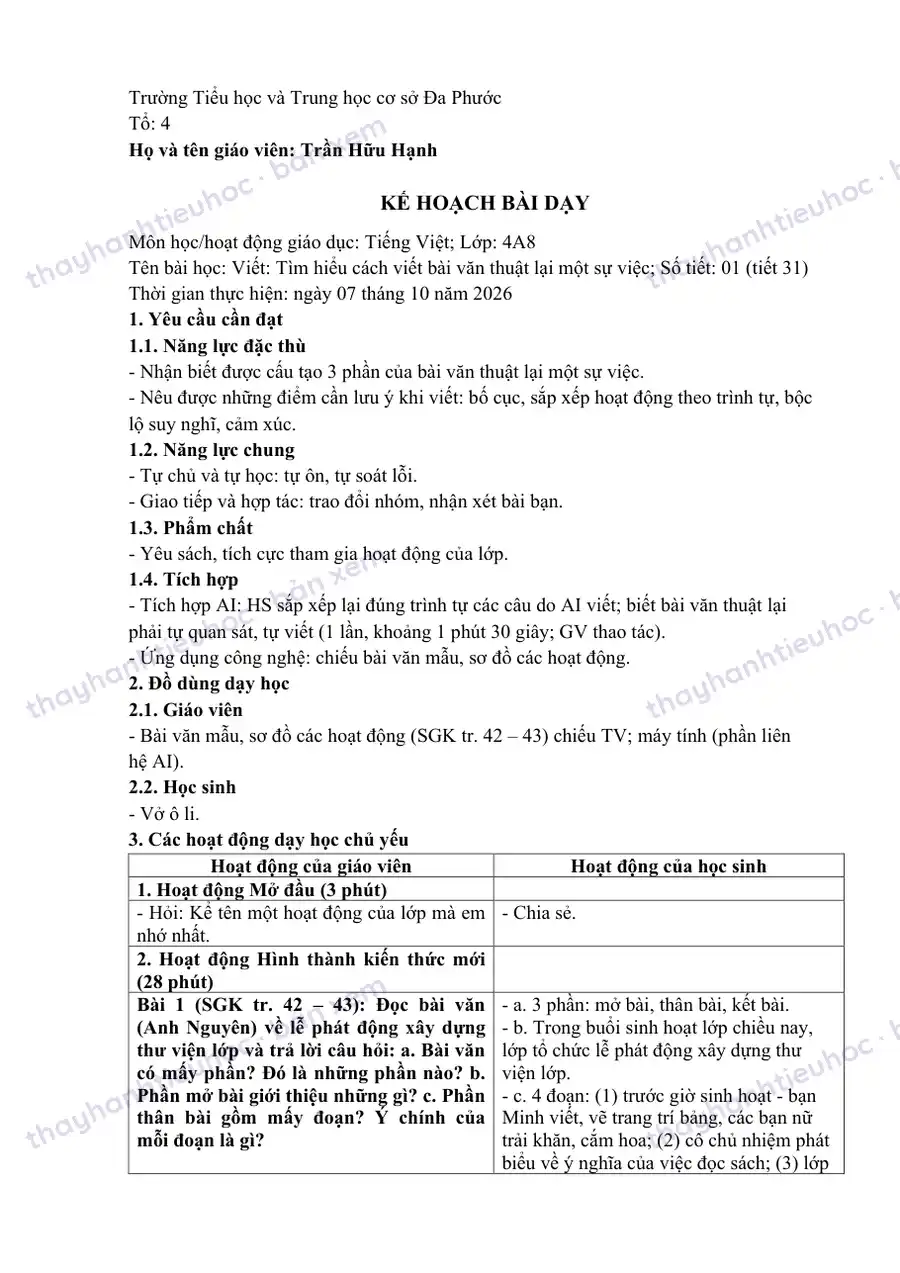 Trường Tiểu học và Trung học cơ sở Đa Phước
Tổ: 4
Họ và tên giáo viên: Trần Hữu Hạnh
KẾ HOẠCH BÀI DẠY
Môn học/hoạt động giáo dục: Tiếng Việt; Lớp: 4A8
Tên bài học: Viết: Tìm hiểu cách viết bài văn thuật lại một sự việc; Số tiết: 01 (tiết 31)
Thời gian thực hiện: ngày 07 tháng 10 năm 2026
1. Yêu cầu cần đạt
1.1. Năng lực đặc thù
- Nhận biết được cấu tạo 3 phần của bài văn thuật lại một sự việc.
- Nêu được những điểm cần lưu ý khi viết: bố cục, sắp xếp hoạt động theo trình tự, bộc
lộ suy nghĩ, cảm xúc.
1.2. Năng lực chung
- Tự chủ và tự học: tự ôn, tự soát lỗi.
- Giao tiếp và hợp tác: trao đổi nhóm, nhận xét bài bạn.
1.3. Phẩm chất
- Yêu sách, tích cực tham gia hoạt động của lớp.
1.4. Tích hợp
- Tích hợp AI: HS sắp xếp lại đúng trình tự các câu do AI viết; biết bài văn thuật lại
phải tự quan sát, tự viết (1 lần, khoảng 1 phút 30 giây; GV thao tác).
- Ứng dụng công nghệ: chiếu bài văn mẫu, sơ đồ các hoạt động.
2. Đồ dùng dạy học
2.1. Giáo viên
- Bài văn mẫu, sơ đồ các hoạt động (SGK tr. 42 – 43) chiếu TV; máy tính (phần liên
hệ AI).
2.2. Học sinh
- Vở ô li.
3. Các hoạt động dạy học chủ yếu
Hoạt động của giáo viên
Hoạt động của học sinh
1. Hoạt động Mở đầu (3 phút)
- Hỏi: Kể tên một hoạt động của lớp mà em
nhớ nhất.
- Chia sẻ.
2. Hoạt động Hình thành kiến thức mới
(28 phút)
Bài 1 (SGK tr. 42 – 43): Đọc bài văn
(Anh Nguyên) về lễ phát động xây dựng
thư viện lớp và trả lời câu hỏi: a. Bài văn
có mấy phần? Đó là những phần nào? b.
Phần mở bài giới thiệu những gì? c. Phần
thân bài gồm mấy đoạn? Ý chính của
mỗi đoạn là gì?
- a. 3 phần: mở bài, thân bài, kết bài.
- b. Trong buổi sinh hoạt lớp chiều nay,
lớp tổ chức lễ phát động xây dựng thư
viện lớp.
- c. 4 đoạn: (1) trước giờ sinh hoạt - bạn
Minh viết, vẽ trang trí bảng, các bạn nữ
trải khăn, cắm hoa; (2) cô chủ nhiệm phát
biểu về ý nghĩa của việc đọc sách; (3) lớp
thayhanhtieuhoc · bản xem
thayhanhtieuhoc · b
thayhanhtieuhoc · bản xem
thayhanhtieuhoc · b
thayhanhtieuhoc · bản xem
thayhanhtieuhoc · b